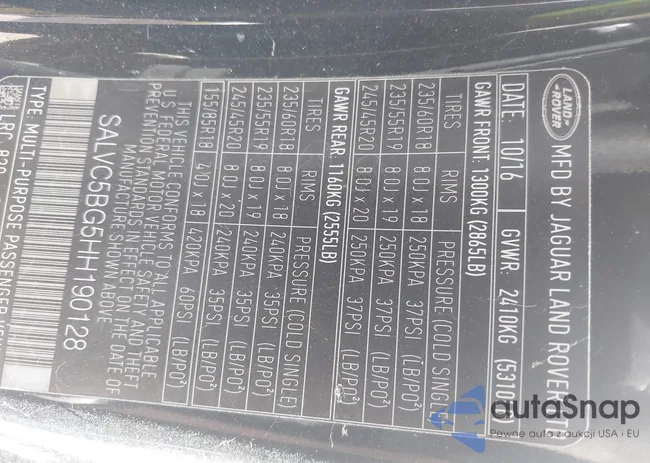 LAND ROVER
MFD BY JAGUAR LAND ROVER LTD
DATE: 10/16 GVWR: 2410KG
GAWR FRONT: 1300KG (2865LB)
TIRES RIMS PRESSURE (COLD SINGLE)
235/60R18 8.0J x 18 250KPA 37PSI (LB/PO²)
235/55R19 8.0J x 19 250KPA 37PSI (LB/PO²)
245/45R20 8.0J x 20 250KPA 37PSI (LB/PO²)
GAWR REAR: 1160KG (2555LB)
TIRES RIMS PRESSURE (COLD SINGLE)
235/60R18 8.0J x 18 240KPA 35PSI (LB/PO²)
235/55R19 8.0J x 19 240KPA 35PSI (LB/PO²)
245/45R20 8.0J x 20 240KPA 35PSI (LB/PO²)
155/85R18 4.0J x 18 420KPA 60PSI (LB/PO²)
THIS VEHICLE CONFORMS TO ALL APPLICABLE
U.S. FEDERAL MOTOR VEHICLE SAFETY AND THEFT
PREVENTION STANDARDS IN EFFECT ON THE DATE
OF MANUFACTURE SHOWN ABOVE
SALVC5BG5HH190128
TYPE: MULTI-PURPOSE PASSENGER
autaSnap
Pewne auta z aukcji USA i EU